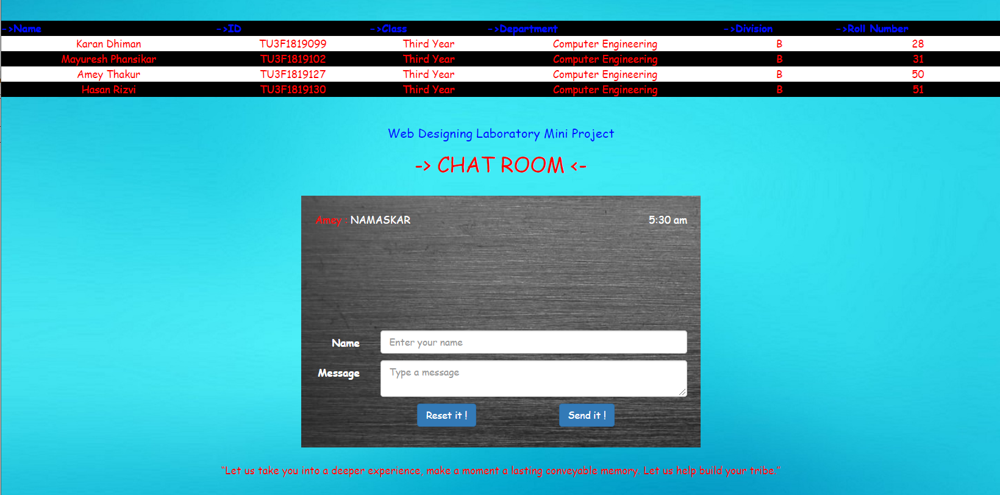 ->Name ->ID ->Class ->Department ->Division ->Roll Number
Karan Dhiman TU3F1819099 Third Year Computer Engineering B 28
Mayuresh Phansikar TU3F1819102 Third Year Computer Engineering B 31
Amey Thakur TU3F1819127 Third Year Computer Engineering B 50
Hasan Rizvi TU3F1819130 Third Year Computer Engineering B 51
Web Designing Laboratory Mini Project
-> CHAT ROOM <-
Amey : NAMASKAR 5:30 am
Name Enter your name
Message Type a message
Reset it ! Send it !
"Let us take you into a deeper experience, make a moment a lasting conveyable memory. Let us help build your tribe."